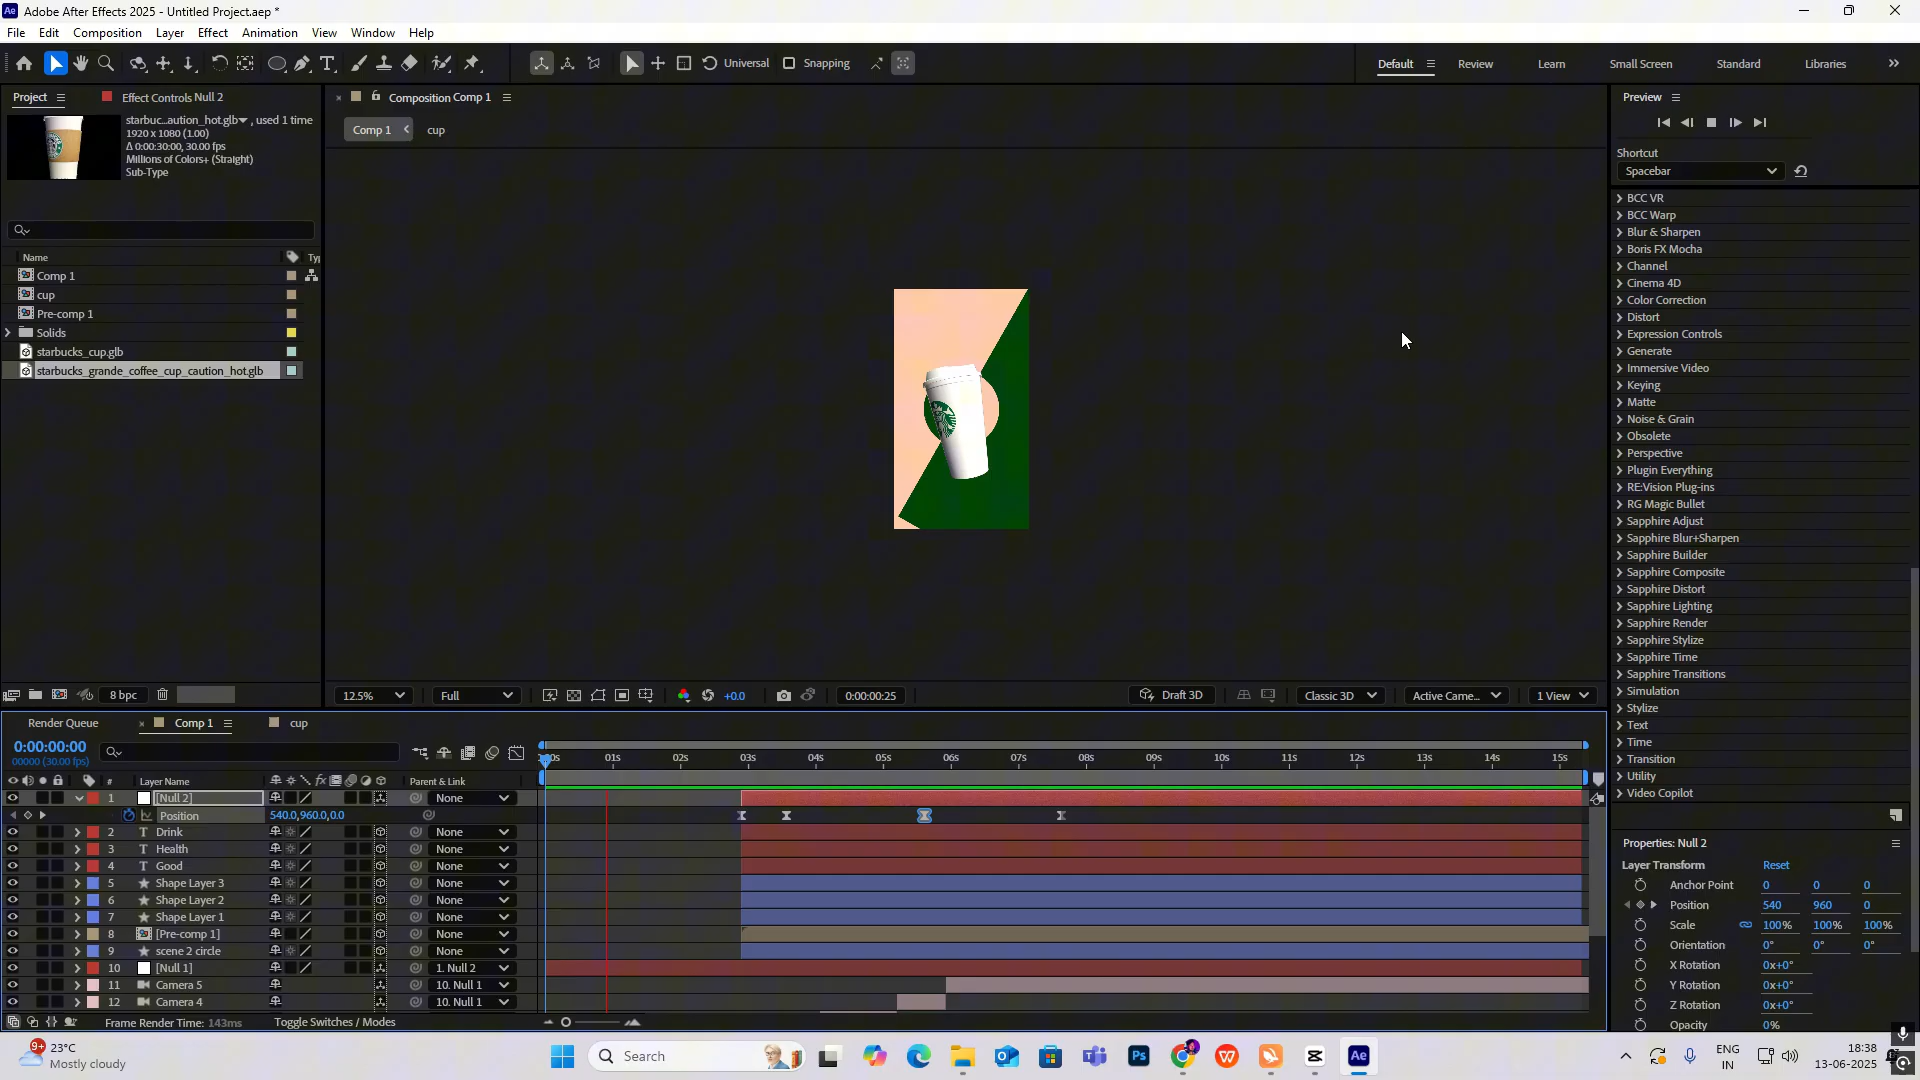 Adobe After Effects 2025 - Untitled Project.aep *
File Edit Composition Layer Effect Animation View Window Help
Universal Snapping Default Review Learn Small Screen Standard Libraries
Project Effect Controls Null 2
starbuc...aution_hot.glb , used 1 time
1920 x 1080 (1.00)
Δ 0:00:30:00, 30.00 fps
Millions of Colors+ (Straight)
Sub-Type
Name Typ
Comp 1
cup
Pre-comp 1
Solids
starbucks_cup.glb
starbucks_grande_coffee_cup_caution_hot.glb
8 bpc
Composition Comp 1
Comp 1 cup
12.5% Full +0.0 0:00:00:25 Draft 3D Classic 3D Active Came... 1 View
Preview
Shortcut
Spacebar
BCC VR
BCC Warp
Blur & Sharpen
Boris FX Mocha
Channel
Cinema 4D
Color Correction
Distort
Expression Controls
Generate
Immersive Video
Keying
Matte
Noise & Grain
Obsolete
Perspective
Plugin Everything
RE:Vision Plug-ins
RG Magic Bullet
Sapphire Adjust
Sapphire Blur+Sharpen
Sapphire Builder
Sapphire Composite
Sapphire Distort
Sapphire Lighting
Sapphire Render
Sapphire Stylize
Sapphire Time
Sapphire Transitions
Simulation
Stylize
Text
Time
Transition
Utility
Video Copilot
Properties: Null 2
Layer Transform Reset
Anchor Point 0 0 0
Position 540 960 0
Scale 100% 100% 100%
Orientation 0° 0° 0°
X Rotation 0x+0°
Y Rotation 0x+0°
Z Rotation 0x+0°
Opacity 0%
Render Queue Comp 1 cup
0:00:00:00
00000 (30.00 fps)
:00s 01s 02s 03s 04s 05s 06s 07s 08s 09s 10s 11s 12s 13s 14s 15s
# Layer Name Parent & Link
1 [Null 2] None
Position 540.0,960.0,0.0
2 T Drink None
3 T Health None
4 T Good None
5 Shape Layer 3 None
6 Shape Layer 2 None
7 Shape Layer 1 None
8 [Pre-comp 1] None
9 scene 2 circle None
10 [Null 1] 1. Null 2
11 Camera 5 10. Null 1
12 Camera 4 10. Null 1
Frame Render Time: 143ms Toggle Switches / Modes
9+ 23°C
Mostly cloudy
Search
ENG
IN
18:38
13-06-2025